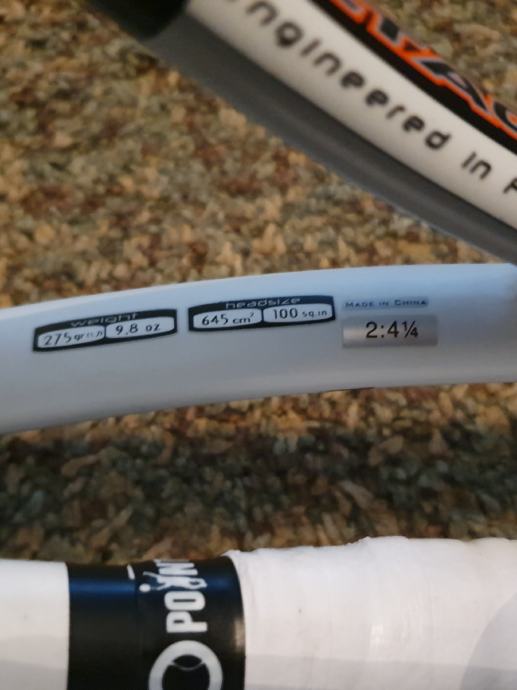 Engineered in
weight
275 gr 9.8 oz
headsize
645 cm² 100 sq.in
MADE IN CHINA
2:4¼
POINT